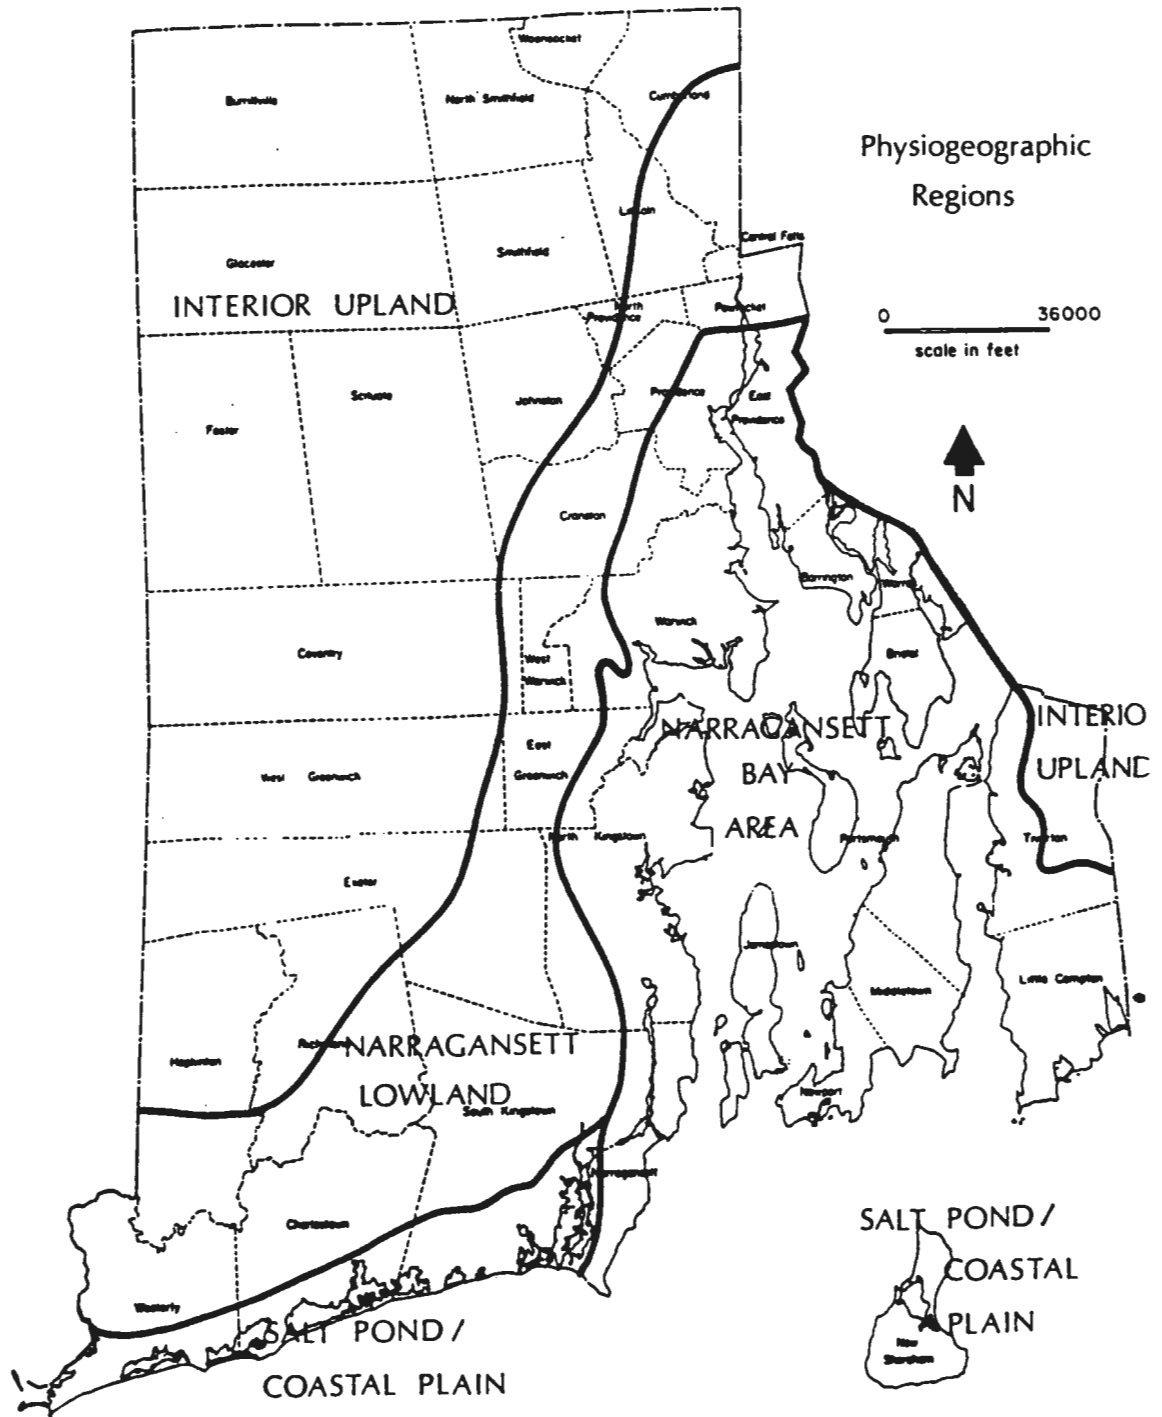 Woonsocket
Burrillville
North Smithfield
Cumberland
Physiogeographic
Regions
Lincoln
Central Falls
Smithfield
Glocester
INTERIOR UPLAND
North
Providence
Pawtucket
0 36000
scale in feet
Scituate
Johnston
Providence
East
Providence
Foster
N
Cranston
Barrington
Warren
Warwick
Coventry
West
Warwick
Bristol
NARRAGANSETT
BAY
AREA
INTERIO
UPLAND
East
Greenwich
West Greenwich
North Kingstown
Portsmouth
Tiverton
Exeter
Jamestown
Middletown
Little Compton
Hopkinton
Richmond
NARRAGANSETT
LOWLAND
South Kingstown
Newport
Narragansett
Charlestown
SALT POND /
COASTAL
PLAIN
Westerly
SALT POND /
COASTAL PLAIN
New
Shoreham